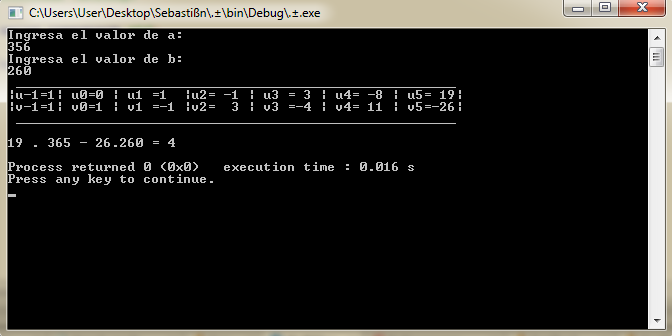 C:\Users\User\Desktop\Sebastißn\.±\bin\Debug\.±.exe
Ingresa el valor de a:
356
Ingresa el valor de b:
260
¦u-1=1¦ u0=0 ¦ u1 =1  ¦u2= -1 ¦ u3 = 3 ¦ u4= -8 ¦ u5= 19¦
¦v-1=1¦ v0=1 ¦ v1 =-1 ¦v2=  3 ¦ v3 =-4 ¦ v4= 11 ¦ v5=-26¦
19 . 365 - 26.260 = 4
Process returned 0 (0x0)   execution time : 0.016 s
Press any key to continue.